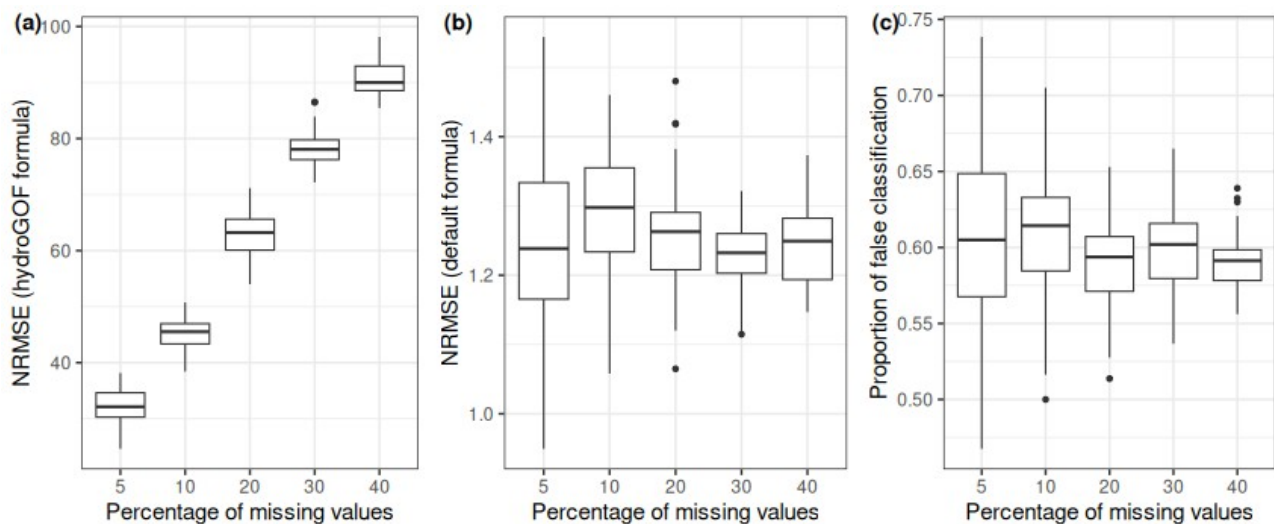 (a)
NRMSE (hydroGOF formula)
100
80
60
40
5 10 20 30 40
Percentage of missing values
(b)
NRMSE (default formula)
1.4
1.2
1.0
5 10 20 30 40
Percentage of missing values
(c)
Proportion of false classification
0.75
0.70
0.65
0.60
0.55
0.50
5 10 20 30 40
Percentage of missing values